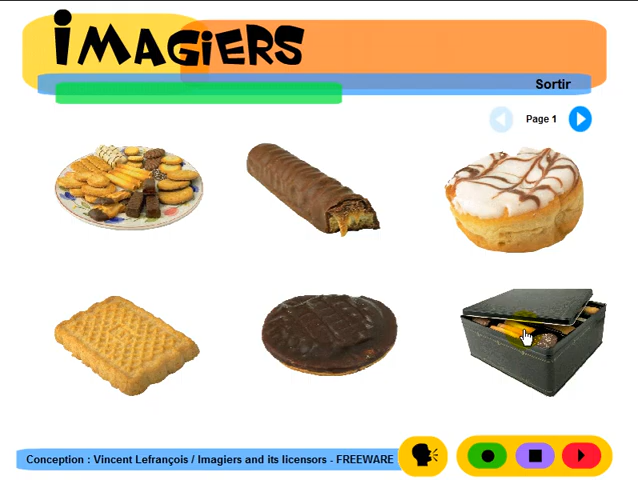 iMAGiERS
Sortir
Page 1
Conception : Vincent Lefrançois / Imagiers and its licensors - FREEWARE